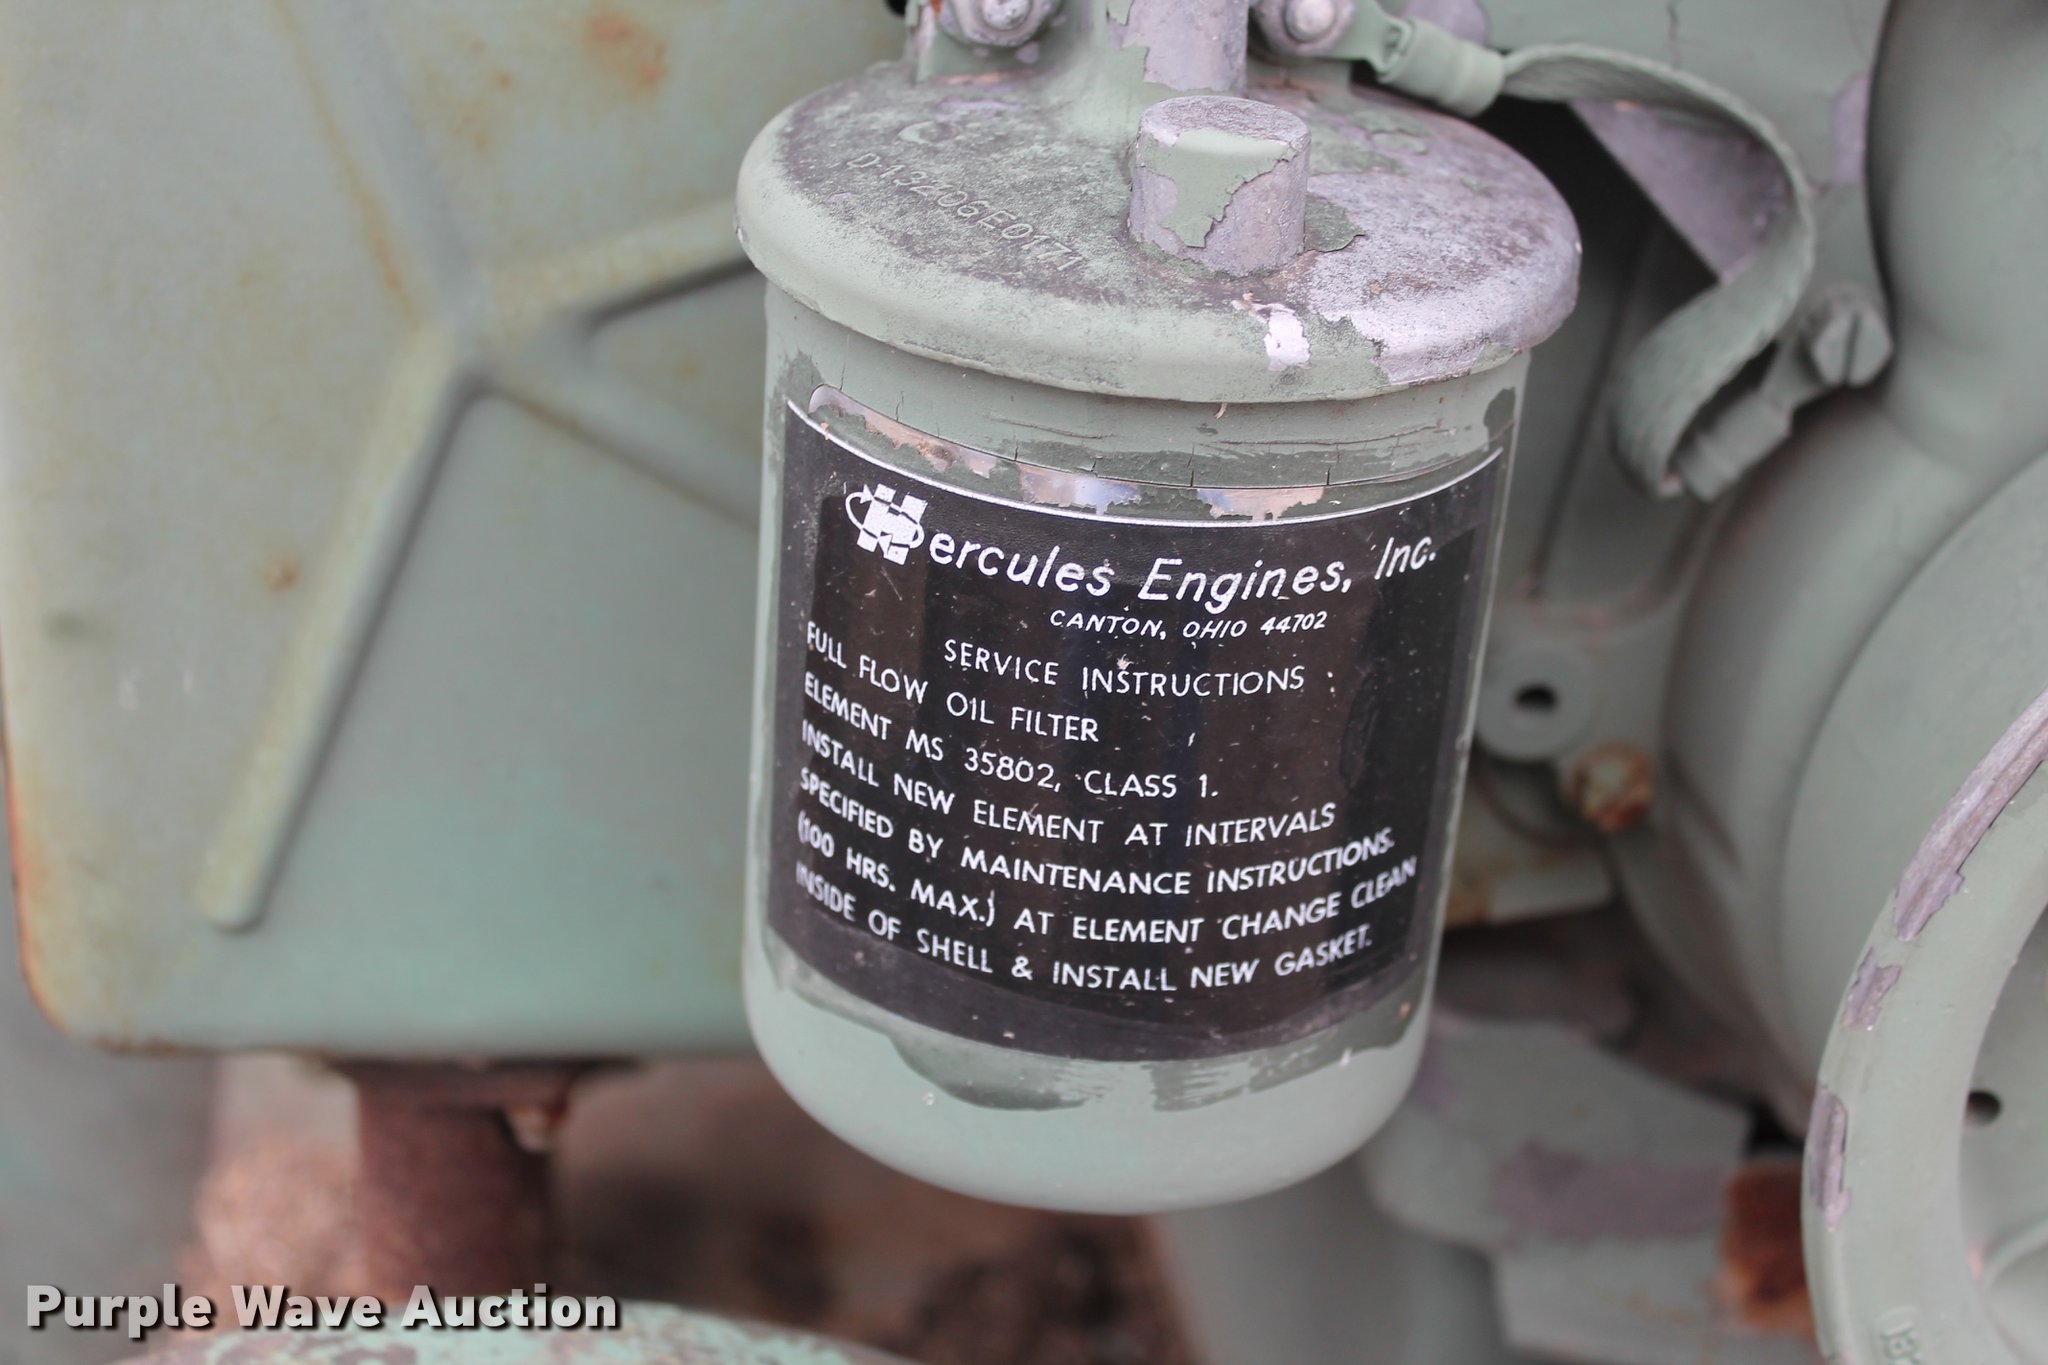 D-13206E0171
Hercules Engines, Inc.
CANTON, OHIO 44702
SERVICE INSTRUCTIONS
FULL FLOW OIL FILTER
ELEMENT MS 35802, CLASS 1.
INSTALL NEW ELEMENT AT INTERVALS
SPECIFIED BY MAINTENANCE INSTRUCTIONS.
(100 HRS. MAX.) AT ELEMENT CHANGE CLEAN
INSIDE OF SHELL & INSTALL NEW GASKET.
Purple Wave Auction